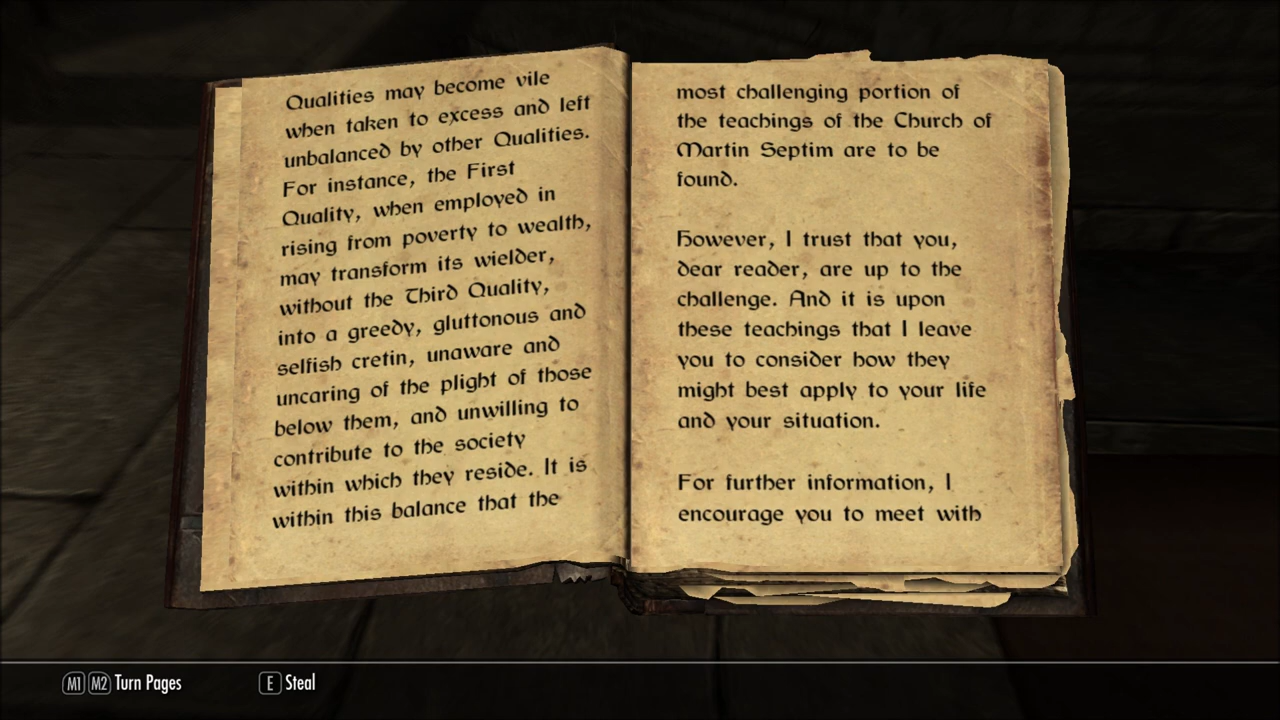 Qualities may become vile
when taken to excess and left
unbalanced by other Qualities.
For instance, the First
Quality, when employed in
rising from poverty to wealth,
may transform its wielder,
without the Third Quality,
into a greedy, gluttonous and
selfish cretin, unaware and
uncaring of the plight of those
below them, and unwilling to
contribute to the society
within which they reside. It is
within this balance that the
most challenging portion of
the teachings of the Church of
Martin Septim are to be
found.
However, I trust that you,
dear reader, are up to the
challenge. And it is upon
these teachings that I leave
you to consider how they
might best apply to your life
and your situation.
For further information, I
encourage you to meet with
M1 M2 Turn Pages
E Steal